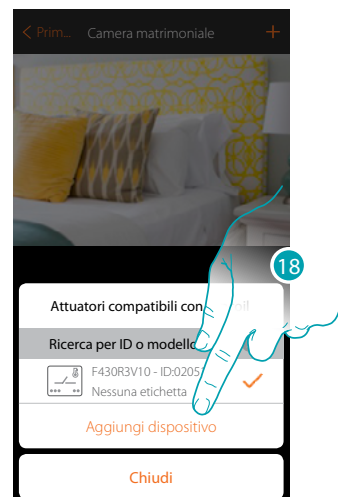 < Prim... Camera matrimoniale +
18
Attuatori compatibili con
Ricerca per ID o modello
F430R3V10 - ID:0205
Nessuna etichetta
Aggiungi dispositivo
Chiudi